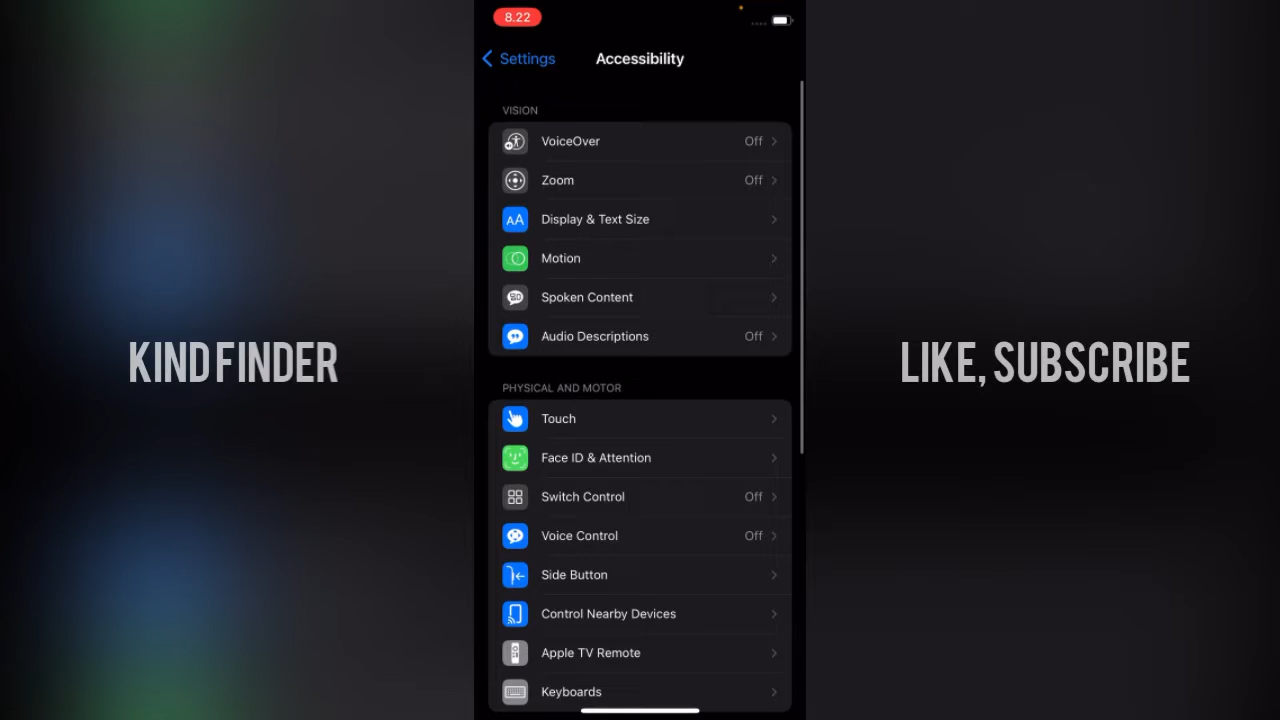 8.22
Settings
Accessibility
VISION
VoiceOver Off
Zoom Off
AA Display & Text Size
Motion
Spoken Content
Audio Descriptions Off
KIND FINDER
LIKE, SUBSCRIBE
PHYSICAL AND MOTOR
Touch
Face ID & Attention
Switch Control Off
Voice Control Off
Side Button
Control Nearby Devices
Apple TV Remote
Keyboards